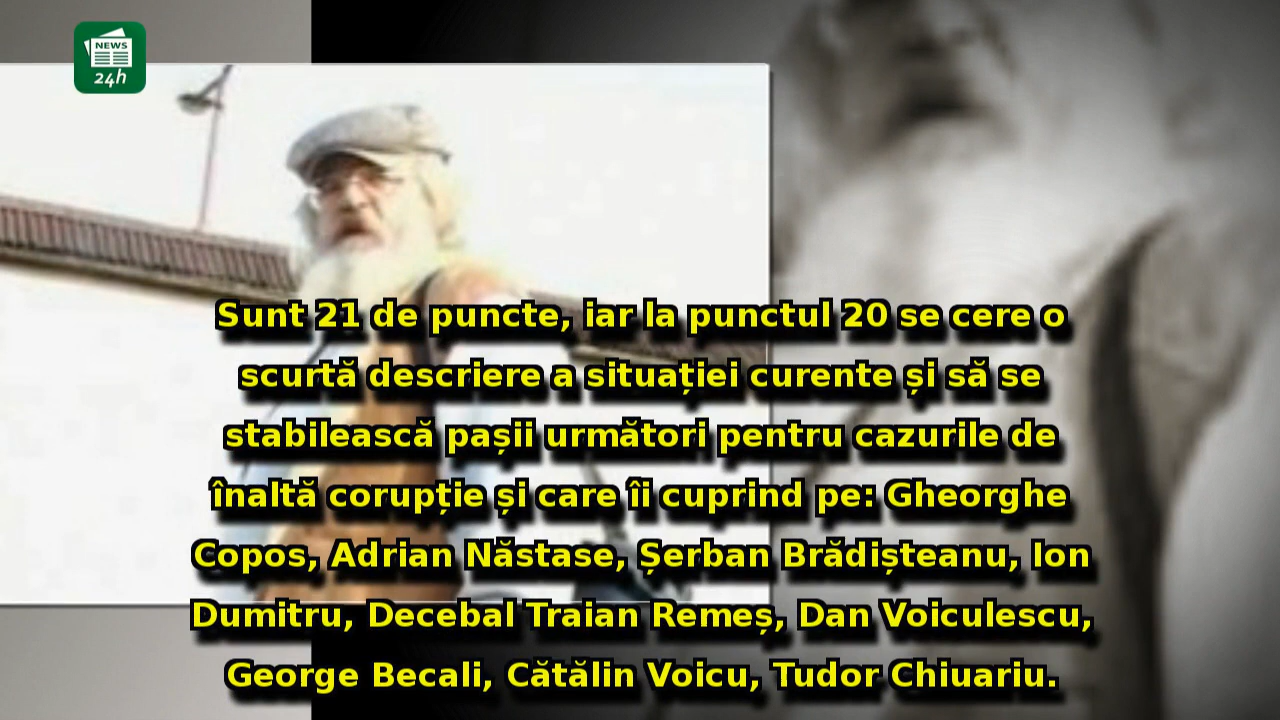 NEWS
24h
Sunt 21 de puncte, iar la punctul 20 se cere o
scurtă descriere a situației curente și să se
stabilească pașii următori pentru cazurile de
înaltă corupție și care îi cuprind pe: Gheorghe
Copos, Adrian Năstase, Șerban Brădișteanu, Ion
Dumitru, Decebal Traian Remeș, Dan Voiculescu,
George Becali, Cătălin Voicu, Tudor Chiuariu.